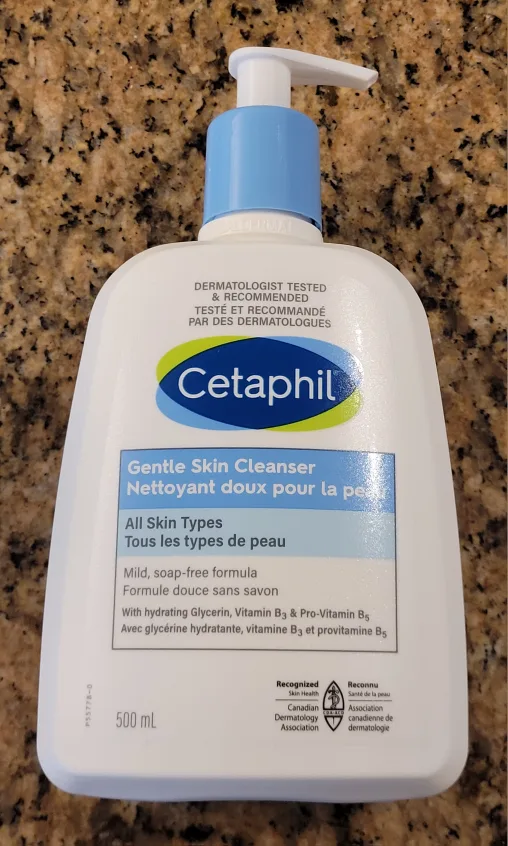 DERMATOLOGIST TESTED
& RECOMMENDED
TESTÉ ET RECOMMANDÉ
PAR DES DERMATOLOGUES
Cetaphil
Gentle Skin Cleanser
Nettoyant doux pour la peau
All Skin Types
Tous les types de peau
Mild, soap-free formula
Formule douce sans savon
With hydrating Glycerin, Vitamin B₃ & Pro-Vitamin B₅
Avec glycérine hydratante, vitamine B₃ et provitamine B₅
Recognized
Skin Health
Canadian
Dermatology
Association
Reconnu
Santé de la peau
Association
canadienne de
dermatologie
500 mL